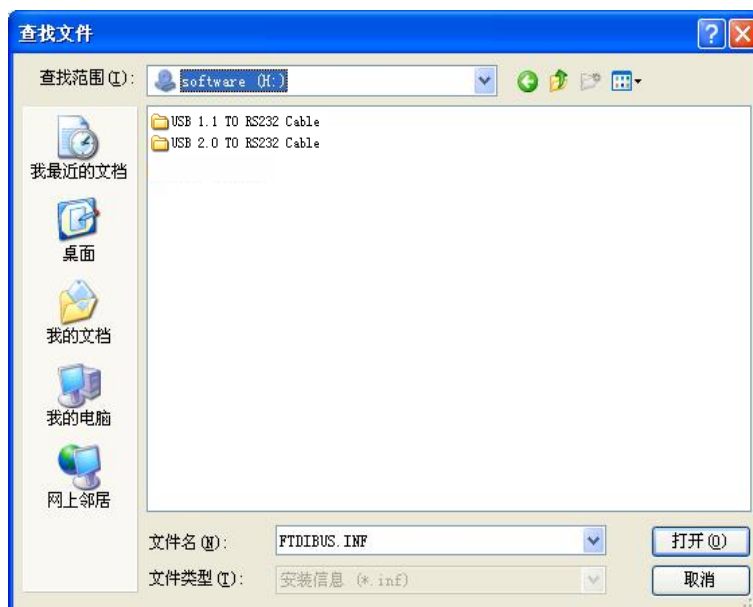 查找文件
查找范围(I):
software (H:)
USB 1.1 TO RS232 Cable
USB 2.0 TO RS232 Cable
我最近的文档
桌面
我的文档
我的电脑
网上邻居
文件名(N):
FTDIBUS.INF
打开(O)
文件类型(T):
安装信息 (*.inf)
取消